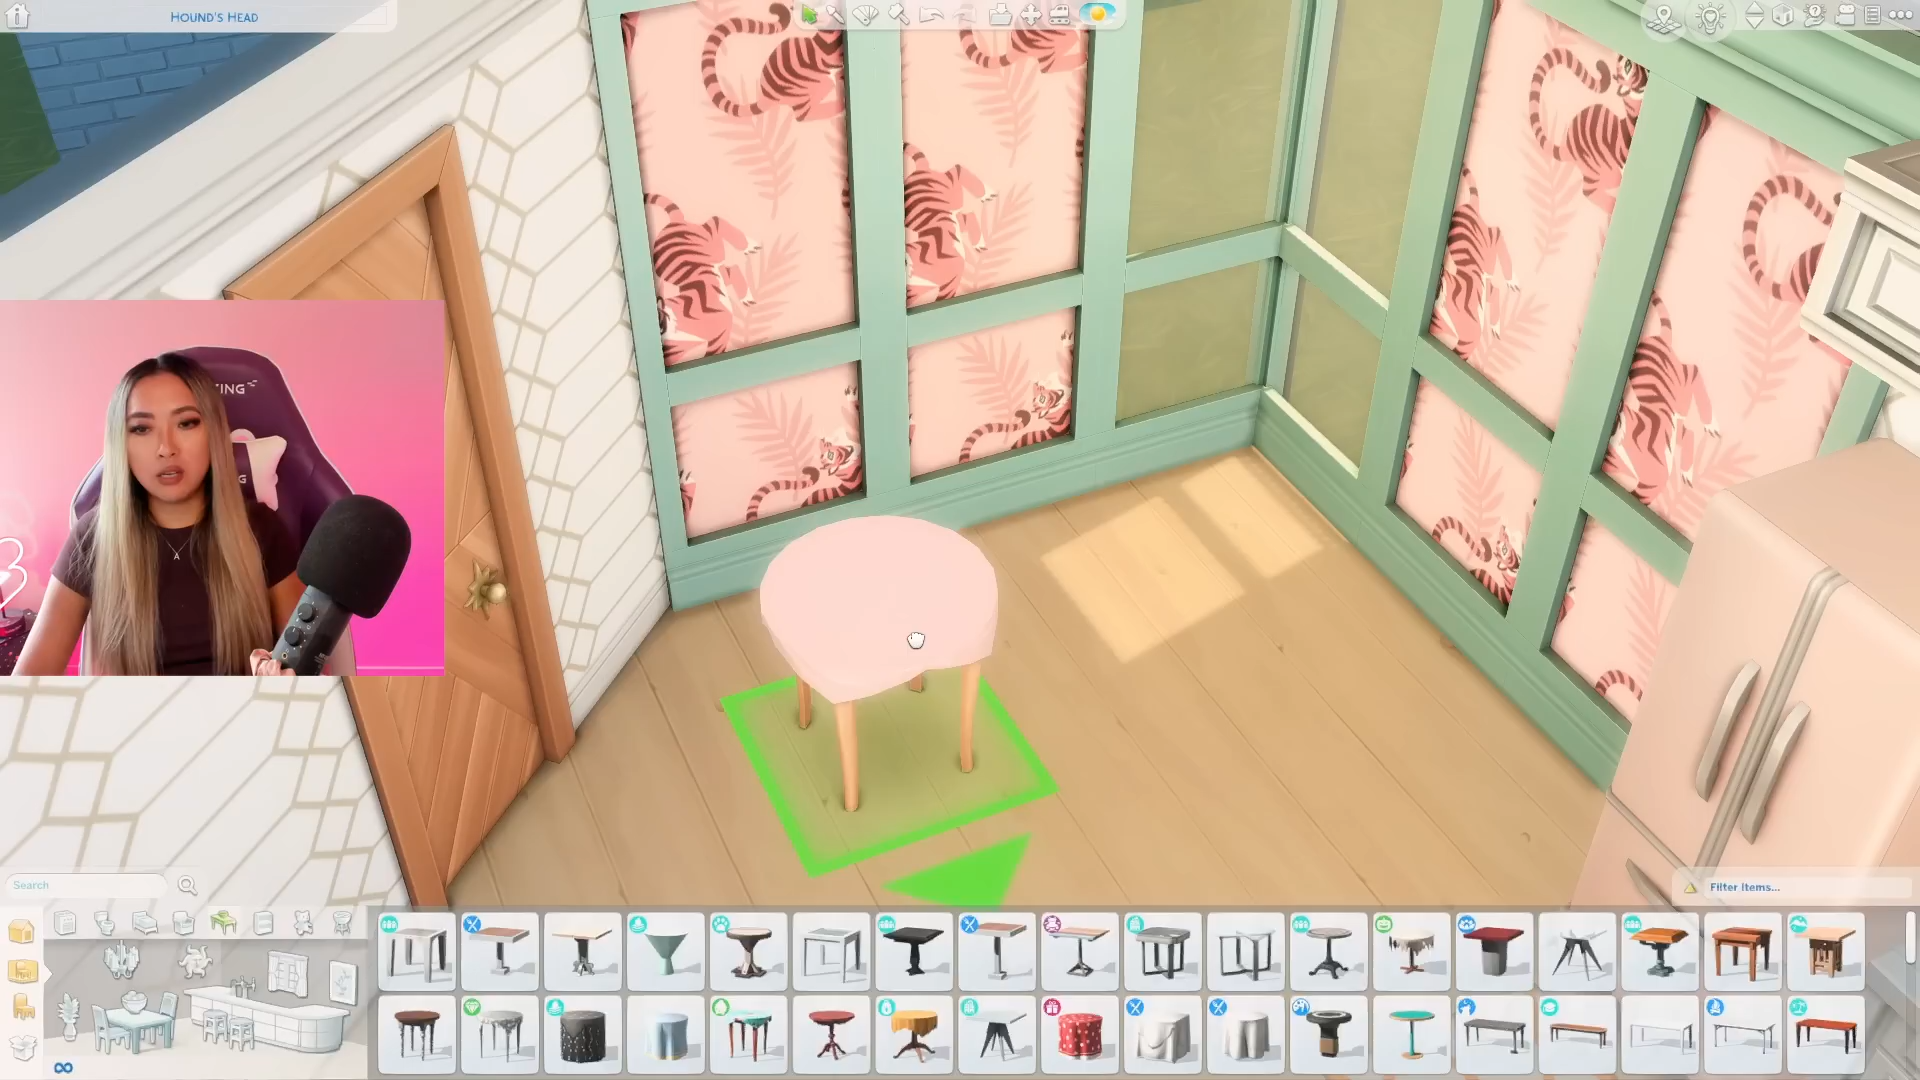 HOUND'S HEAD
ING
G
A
Search
Filter Items...